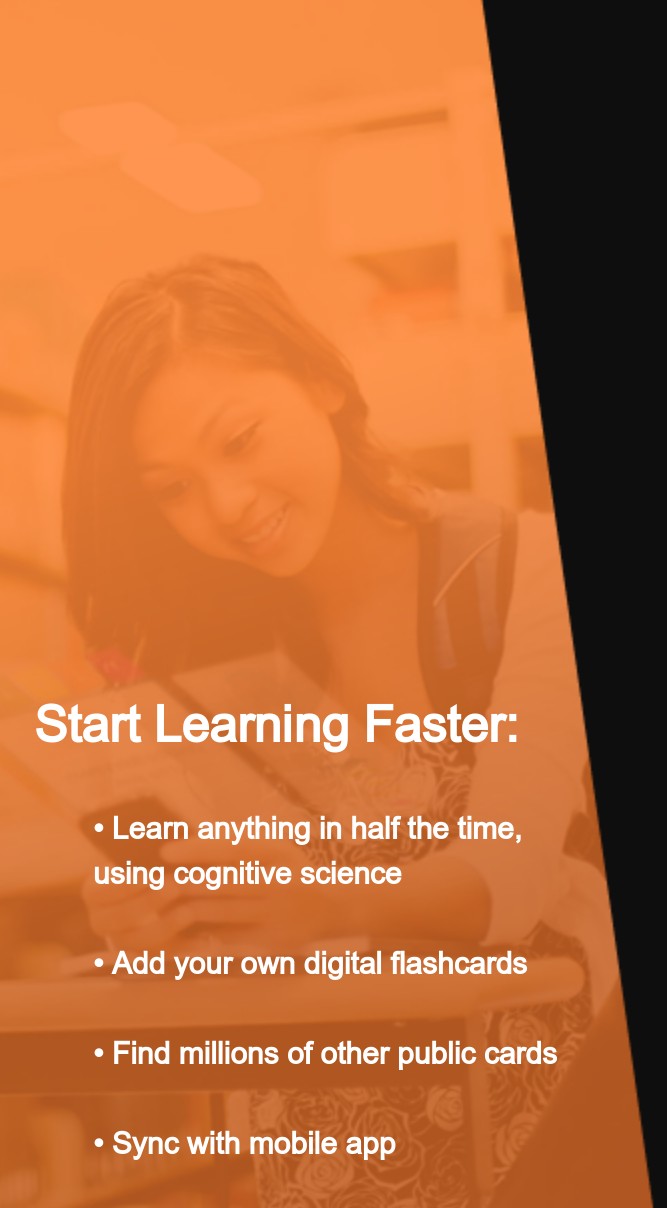 Start Learning Faster:
• Learn anything in half the time,
using cognitive science
• Add your own digital flashcards
• Find millions of other public cards
• Sync with mobile app